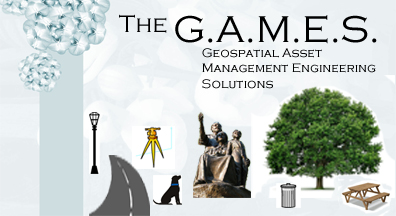 THE G.A.M.E.S.
GEOSPATIAL ASSET
MANAGEMENT ENGINEERING
SOLUTIONS